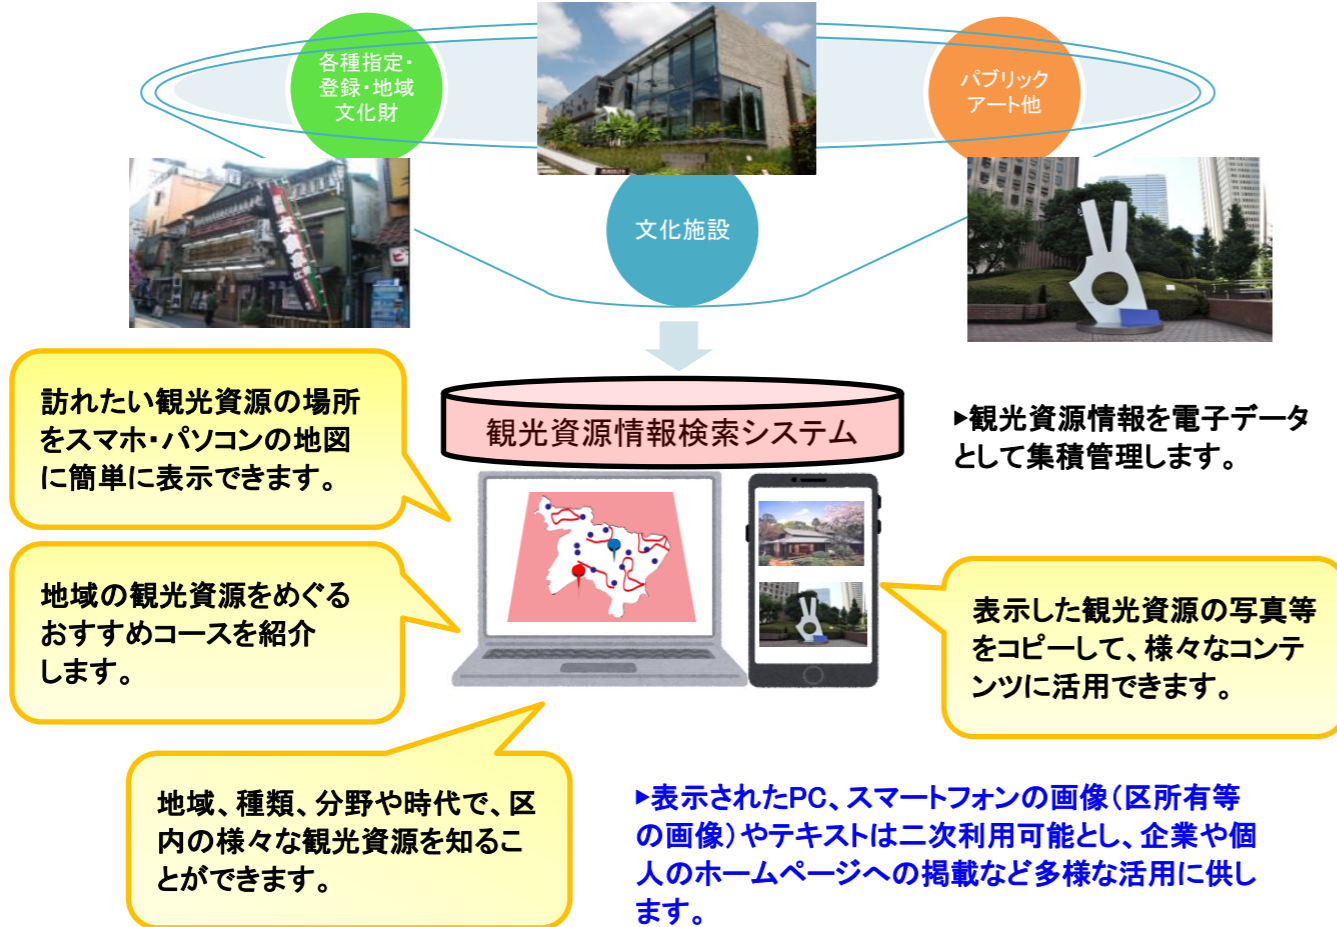 各種指定・
登録・地域
文化財
パブリック
アート他
文化施設
観光資源情報検索システム
訪れたい観光資源の場所
をスマホ・パソコンの地図
に簡単に表示できます。
▶観光資源情報を電子データ
として集積管理します。
地域の観光資源をめぐる
おすすめコースを紹介
します。
表示した観光資源の写真等
をコピーして、様々なコンテ
ンツに活用できます。
地域、種類、分野や時代で、区
内の様々な観光資源を知るこ
とができます。
▶表示されたPC、スマートフォンの画像(区所有等
の画像)やテキストは二次利用可能とし、企業や個
人のホームページへの掲載など多様な活用に供し
ます。